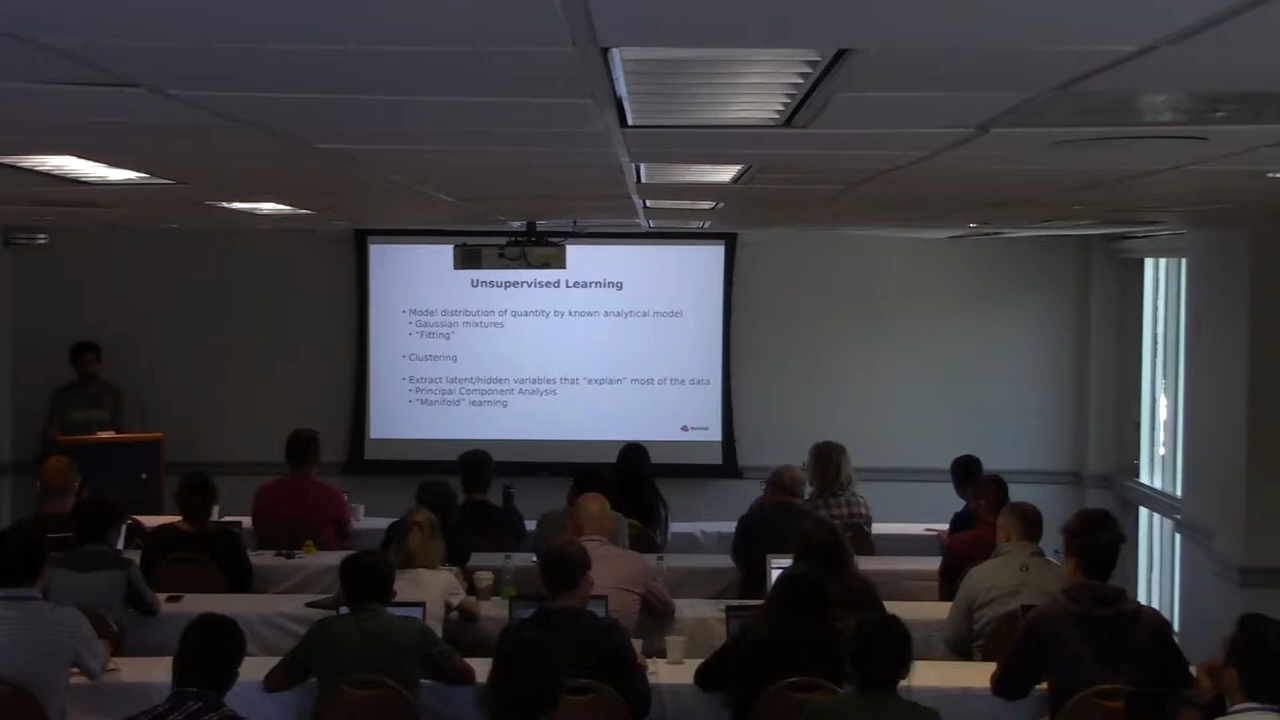 Unsupervised Learning
• Model distribution of quantity by known analytical model
• Gaussian mixtures
• "Fitting"
• Clustering
• Extract latent/hidden variables that "explain" most of the data
• Principal Component Analysis
• "Manifold" learning